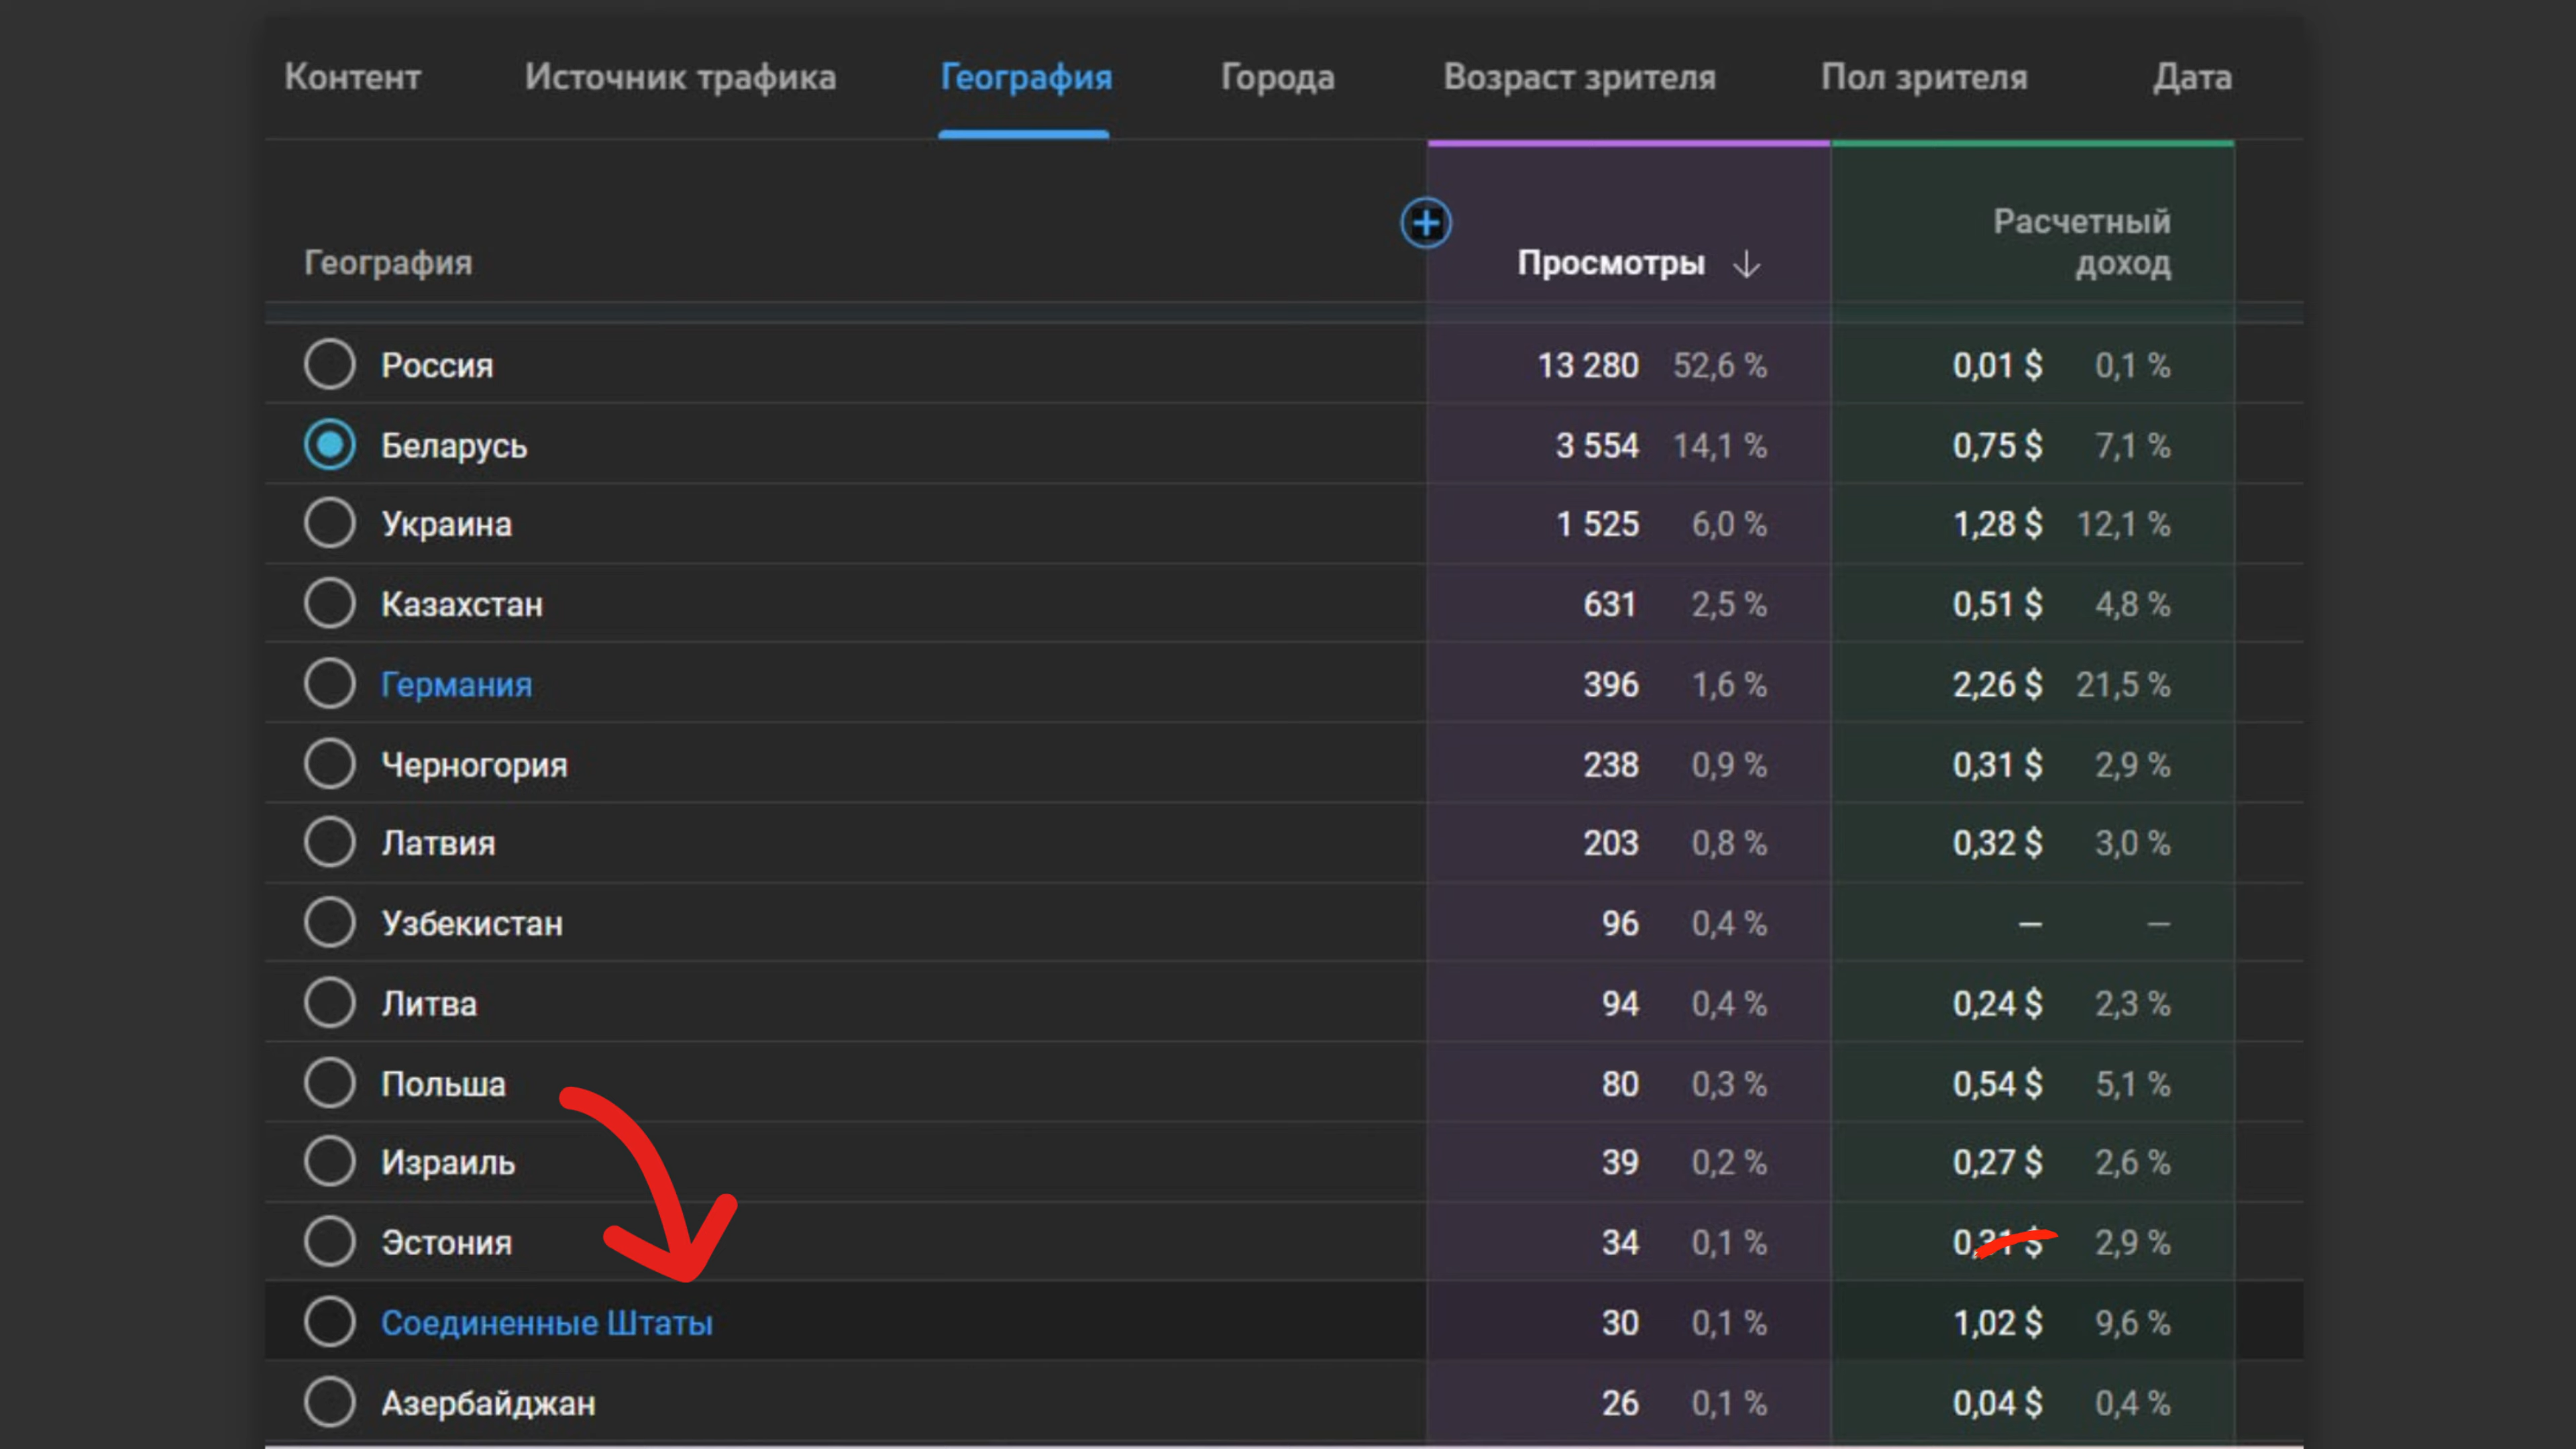 Контент Источник трафика География Города Возраст зрителя Пол зрителя Дата
География Просмотры Расчетный доход
Россия 13 280 52,6 % 0,01 $ 0,1 %
Беларусь 3 554 14,1 % 0,75 $ 7,1 %
Украина 1 525 6,0 % 1,28 $ 12,1 %
Казахстан 631 2,5 % 0,51 $ 4,8 %
Германия 396 1,6 % 2,26 $ 21,5 %
Черногория 238 0,9 % 0,31 $ 2,9 %
Латвия 203 0,8 % 0,32 $ 3,0 %
Узбекистан 96 0,4 % — —
Литва 94 0,4 % 0,24 $ 2,3 %
Польша 80 0,3 % 0,54 $ 5,1 %
Израиль 39 0,2 % 0,27 $ 2,6 %
Эстония 34 0,1 % 0,31 $ 2,9 %
Соединенные Штаты 30 0,1 % 1,02 $ 9,6 %
Азербайджан 26 0,1 % 0,04 $ 0,4 %